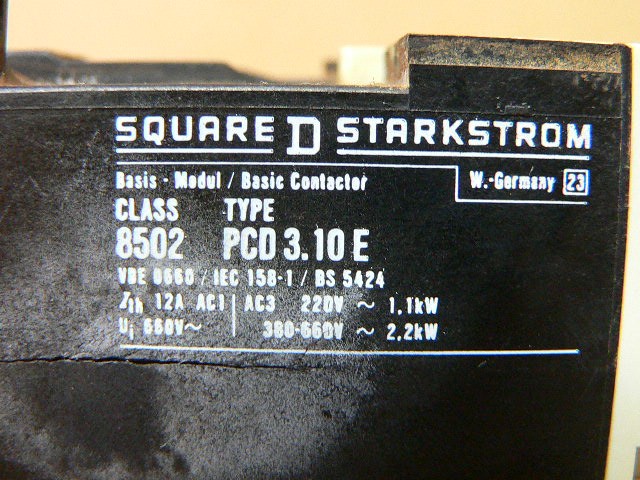 SQUARE D STARKSTROM
Basis - Modul / Basic Contactor W.-Germany 23
CLASS TYPE
8502 PCD 3.10 E
VDE 0660 / IEC 158-1 / BS 5424
Ith 12A AC1 AC3 220V ~ 1,1kW
Ui 660V~ 380-660V ~ 2,2kW